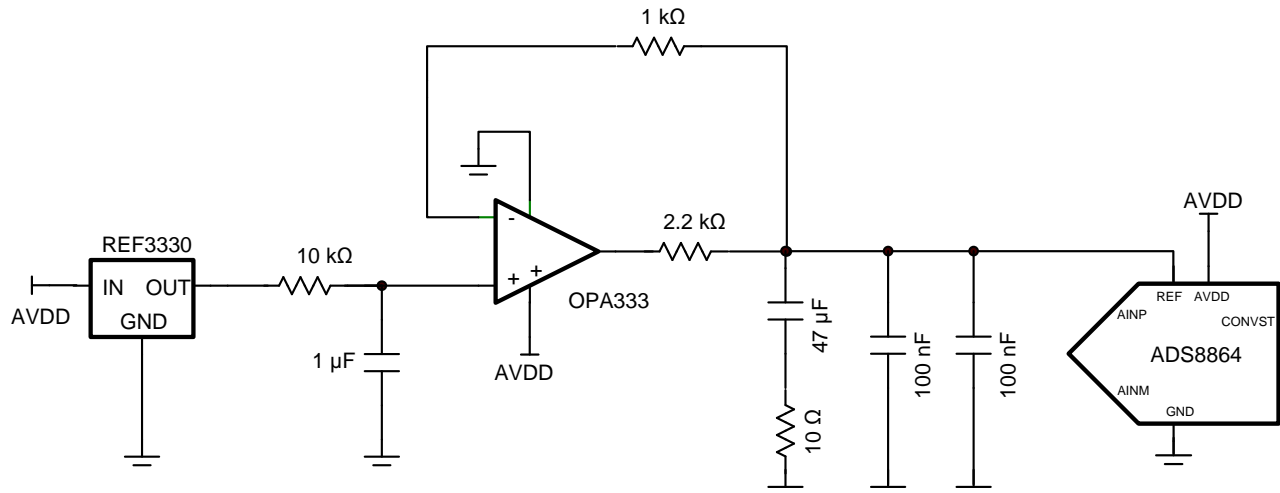 1 kΩ
-
2.2 kΩ
AVDD
REF3330
10 kΩ
IN OUT
GND
AVDD
+ +
OPA333
REF AVDD
AINP
CONVST
47 µF
100 nF
100 nF
ADS8864
1 µF
AVDD
AINM
GND
10 Ω